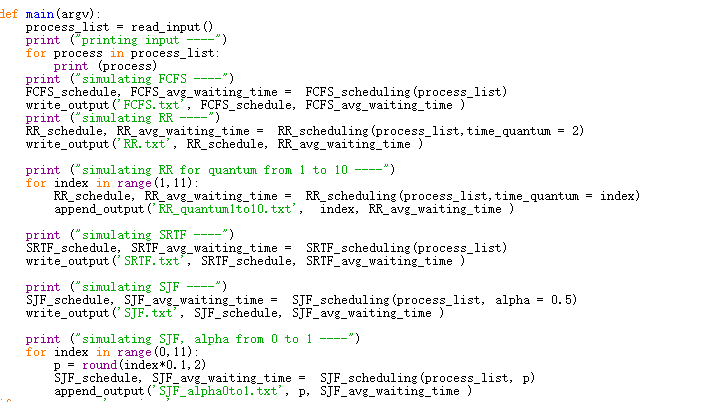 def main(argv):
    process_list = read_input()
    print ("printing input ----")
    for process in process_list:
        print (process)
    print ("simulating FCFS ----")
    FCFS_schedule, FCFS_avg_waiting_time =  FCFS_scheduling(process_list)
    write_output('FCFS.txt', FCFS_schedule, FCFS_avg_waiting_time )
    print ("simulating RR ----")
    RR_schedule, RR_avg_waiting_time =  RR_scheduling(process_list,time_quantum = 2)
    write_output('RR.txt', RR_schedule, RR_avg_waiting_time )

    print ("simulating RR for quantum from 1 to 10 ----")
    for index in range(1,11):
        RR_schedule, RR_avg_waiting_time =  RR_scheduling(process_list,time_quantum = index)
        append_output('RR_quantum1to10.txt',  index, RR_avg_waiting_time )

    print ("simulating SRTF ----")
    SRTF_schedule, SRTF_avg_waiting_time =  SRTF_scheduling(process_list)
    write_output('SRTF.txt', SRTF_schedule, SRTF_avg_waiting_time )

    print ("simulating SJF ----")
    SJF_schedule, SJF_avg_waiting_time =  SJF_scheduling(process_list, alpha = 0.5)
    write_output('SJF.txt', SJF_schedule, SJF_avg_waiting_time )

    print ("simulating SJF, alpha from 0 to 1 ----")
    for index in range(0,11):
        p = round(index*0.1,2)
        SJF_schedule, SJF_avg_waiting_time =  SJF_scheduling(process_list, p)
        append_output('SJF_alpha0to1.txt', p, SJF_avg_waiting_time )